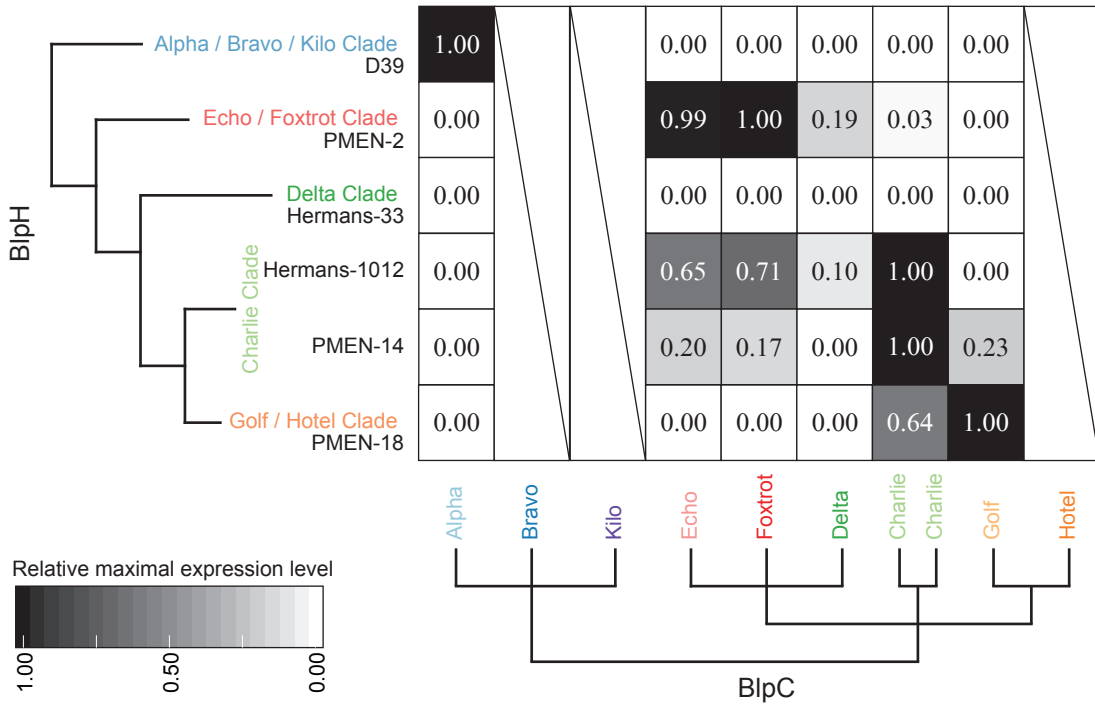 Alpha / Bravo / Kilo Clade
D39
1.00 0.00 0.00 0.00 0.00 0.00
Echo / Foxtrot Clade
PMEN-2
0.00 0.99 1.00 0.19 0.03 0.00
Delta Clade
Hermans-33
0.00 0.00 0.00 0.00 0.00 0.00
BlpH
Charlie Clade
Hermans-1012
0.00 0.65 0.71 0.10 1.00 0.00
PMEN-14
0.00 0.20 0.17 0.00 1.00 0.23
Golf / Hotel Clade
PMEN-18
0.00 0.00 0.00 0.00 0.64 1.00
Alpha
Bravo
Kilo
Echo
Foxtrot
Delta
Charlie
Charlie
Golf
Hotel
BlpC
Relative maximal expression level
1.00
0.50
0.00